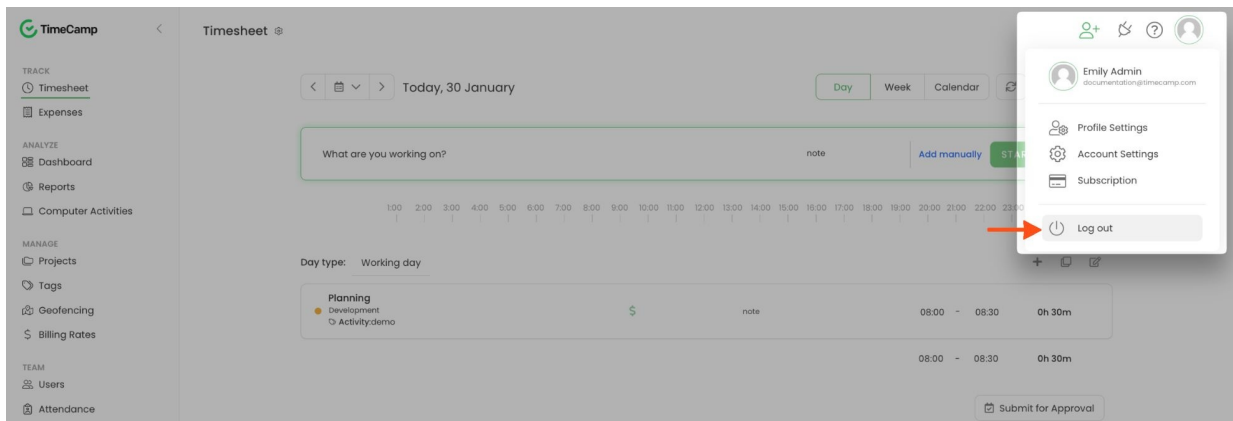 TimeCamp
Timesheet
TRACK
Timesheet
Expenses
ANALYZE
Dashboard
Reports
Computer Activities
MANAGE
Projects
Tags
Geofencing
Billing Rates
TEAM
Users
Attendance
Today, 30 January
Day Week Calendar
What are you working on? note Add manually
1:00 2:00 3:00 4:00 5:00 6:00 7:00 8:00 9:00 10:00 11:00 12:00 13:00 14:00 15:00 16:00 17:00 18:00 19:00 20:00 21:00 22:00 23:00
Day type: Working day
Planning
Development $ note 08:00 - 08:30 0h 30m
Activity:demo
08:00 - 08:30 0h 30m
Submit for Approval
Emily Admin
documentation@timecamp.com
Profile Settings
Account Settings
Subscription
Log out